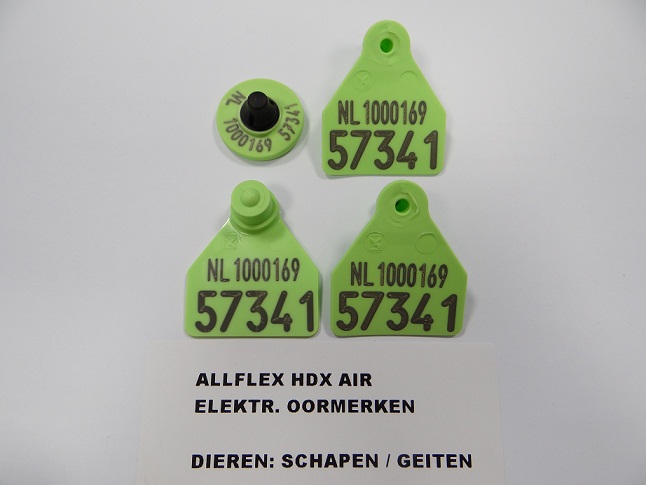 NL
1000169
57341
NL 1000169
57341
NL 1000169
57341
NL 1000169
57341
ALLFLEX HDX AIR
ELEKTR. OORMERKEN
DIEREN: SCHAPEN / GEITEN